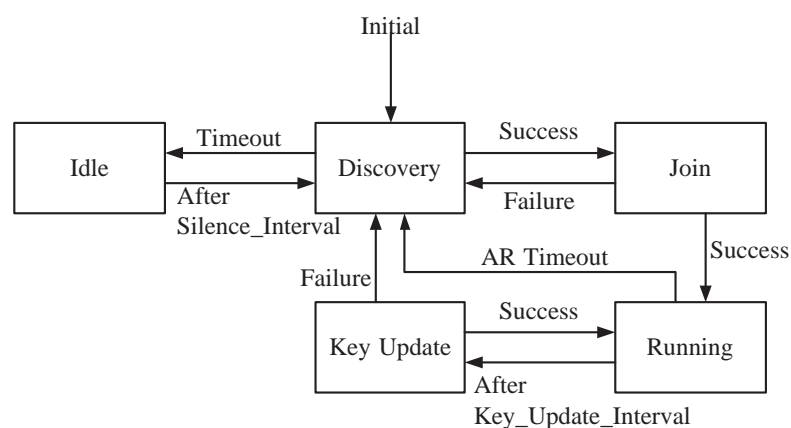 Initial
Timeout
Success
Idle
Discovery
Join
After
Silence_Interval
Failure
Success
AR Timeout
Failure
Success
Key Update
Running
After
Key_Update_Interval